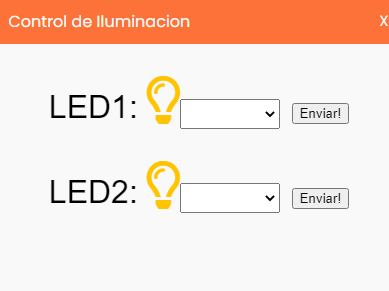 Control de Iluminacion X
LED1: Enviar!
LED2: Enviar!